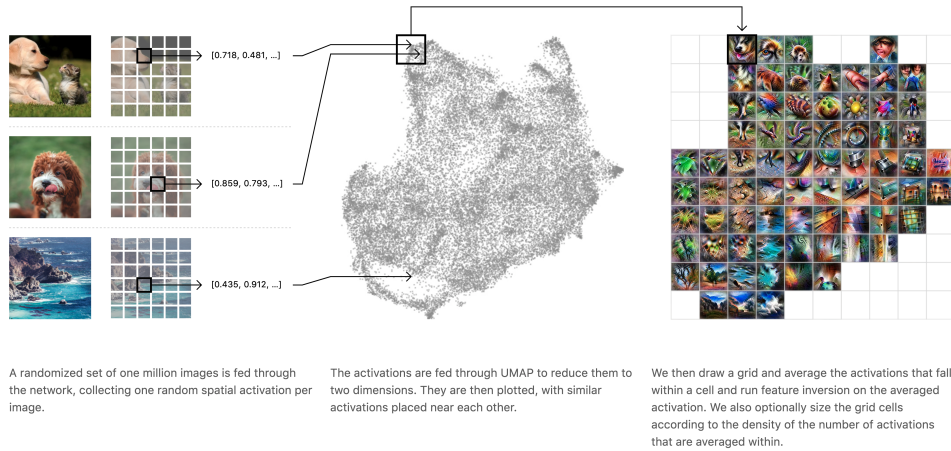 [0.718, 0.481, ...]
[0.859, 0.793, ...]
[0.435, 0.912, ...]
A randomized set of one million images is fed through
the network, collecting one random spatial activation per
image.
The activations are fed through UMAP to reduce them to
two dimensions. They are then plotted, with similar
activations placed near each other.
We then draw a grid and average the activations that fall
within a cell and run feature inversion on the averaged
activation. We also optionally size the grid cells
according to the density of the number of activations
that are averaged within.